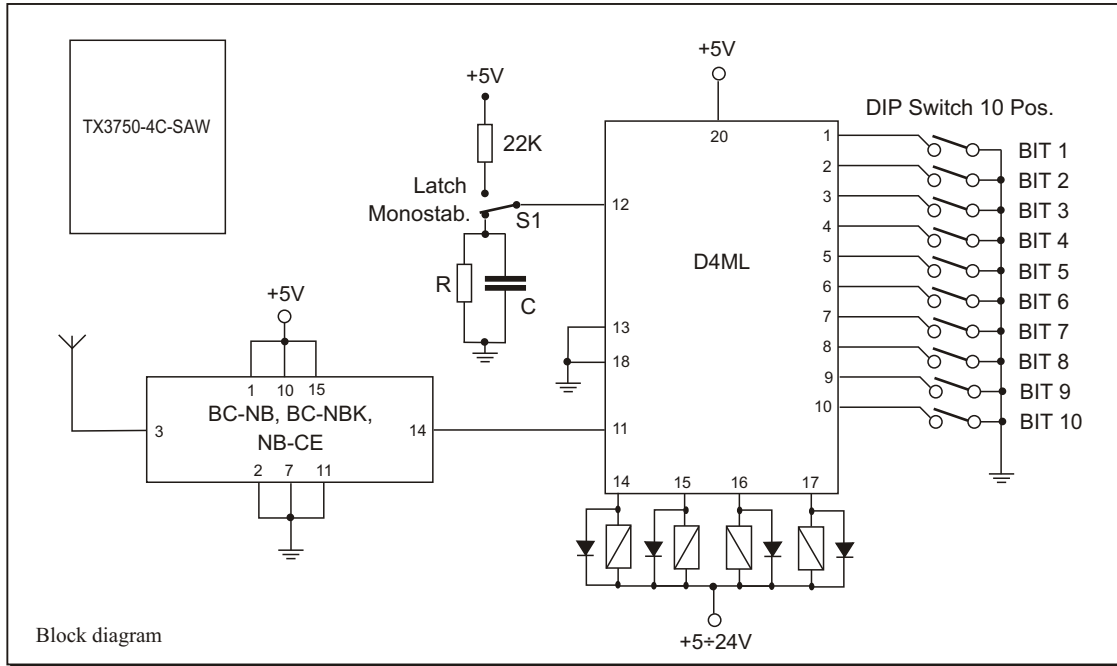 TX3750-4C-SAW
+5V
22K
Latch
Monostab.
S1
R
C
+5V
20
D4ML
12
13
18
11
14
15
16
17
1
2
3
4
5
6
7
8
9
10
DIP Switch 10 Pos.
BIT 1
BIT 2
BIT 3
BIT 4
BIT 5
BIT 6
BIT 7
BIT 8
BIT 9
BIT 10
+5V
1 10 15
BC-NB, BC-NBK,
NB-CE
3
14
2 7 11
+5÷24V
Block diagram